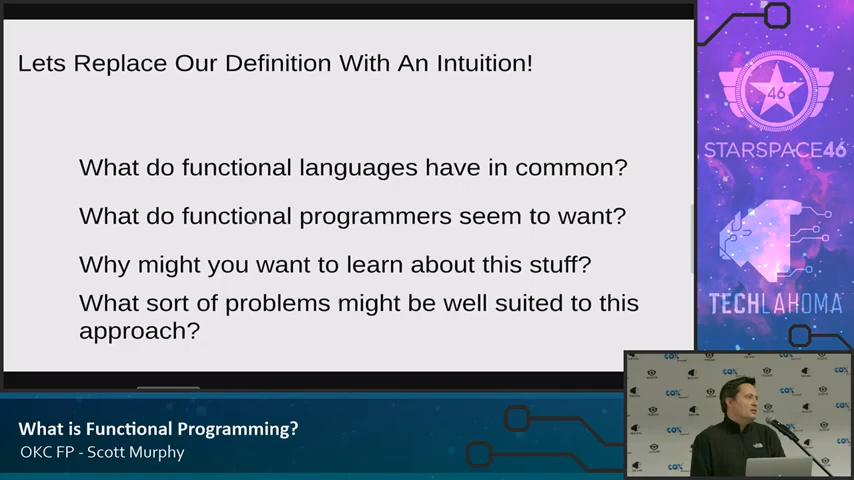 Lets Replace Our Definition With An Intuition!
What do functional languages have in common?
What do functional programmers seem to want?
Why might you want to learn about this stuff?
What sort of problems might be well suited to this
approach?
46
STARSPACE46
TECHLAHOMA
What is Functional Programming?
OKC FP - Scott Murphy
COX